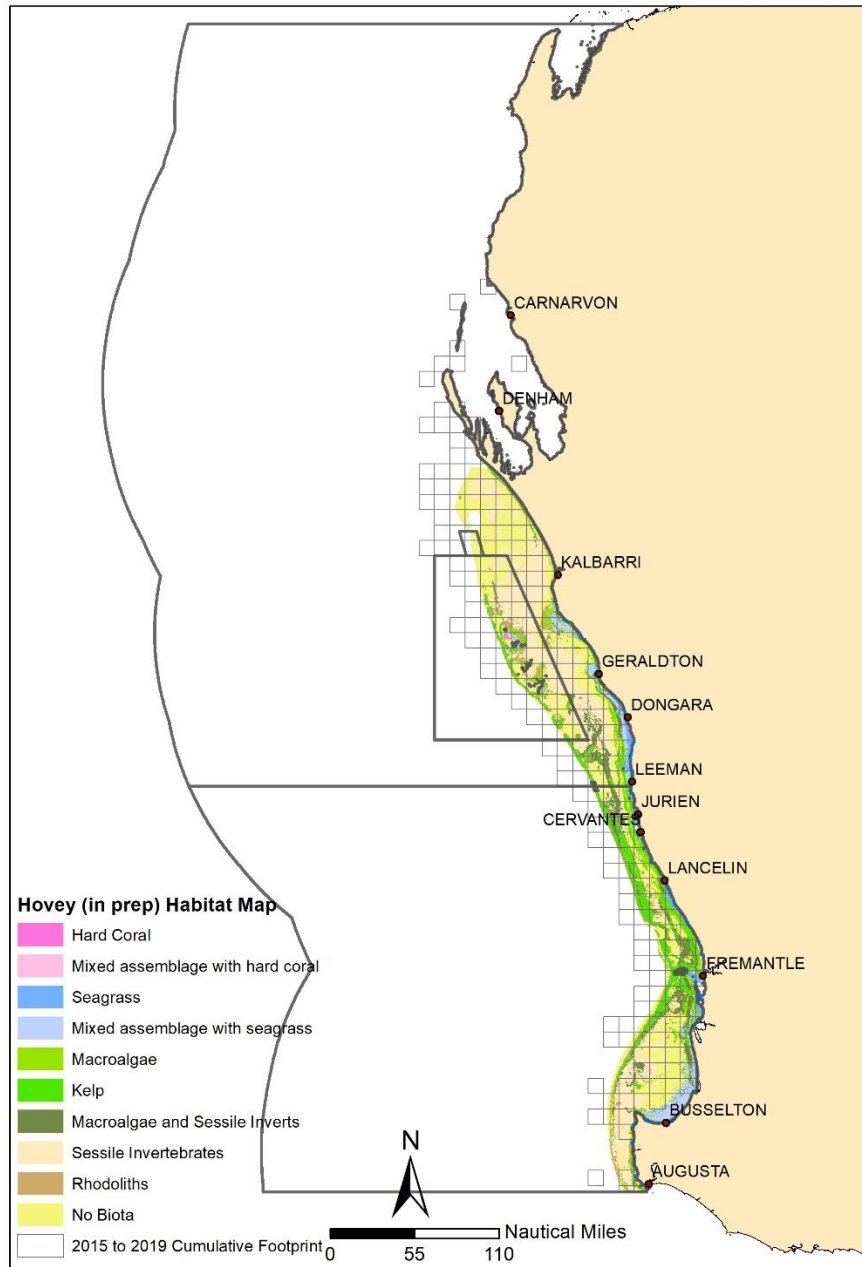 CARNARVON
DENHAM
KALBARRI
GERALDTON
DONGARA
LEEMAN
JURIEN
CERVANTES
LANCELIN
FREMANTLE
BUSSELTON
AUGUSTA
Hovey (in prep) Habitat Map
Hard Coral
Mixed assemblage with hard coral
Seagrass
Mixed assemblage with seagrass
Macroalgae
Kelp
Macroalgae and Sessile Inverts
Sessile Invertebrates
Rhodoliths
No Biota
2015 to 2019 Cumulative Footprint
N
Nautical Miles
0 55 110